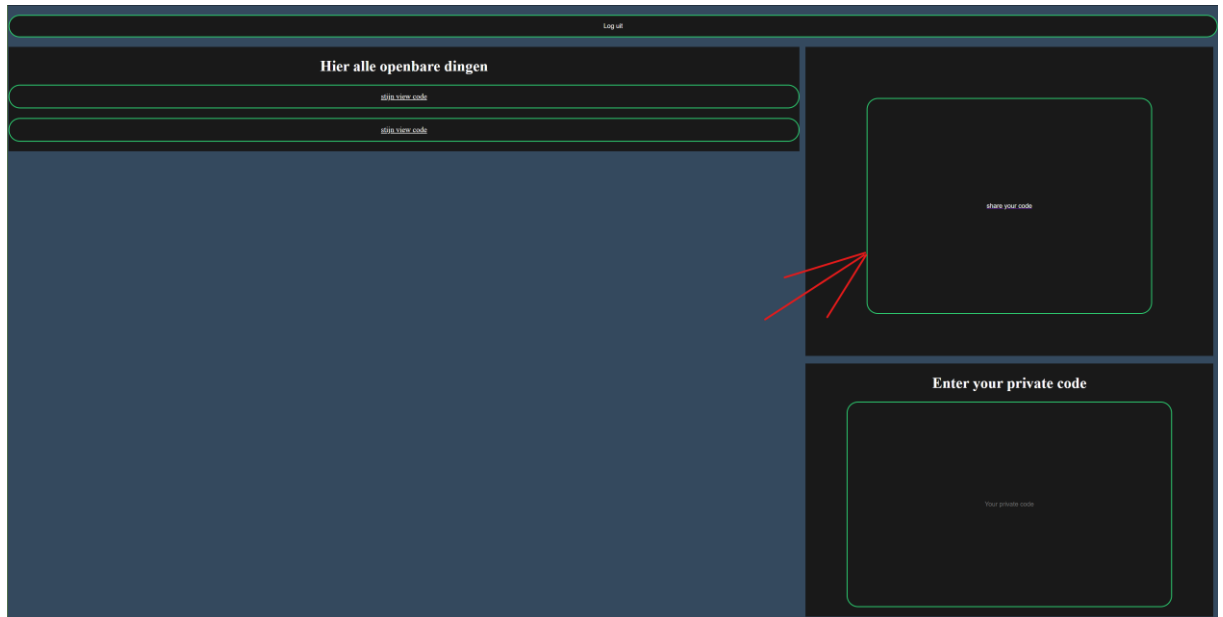 Log uit
Hier alle openbare dingen
stijn view code
stijn view code
share your code
Enter your private code
Your private code